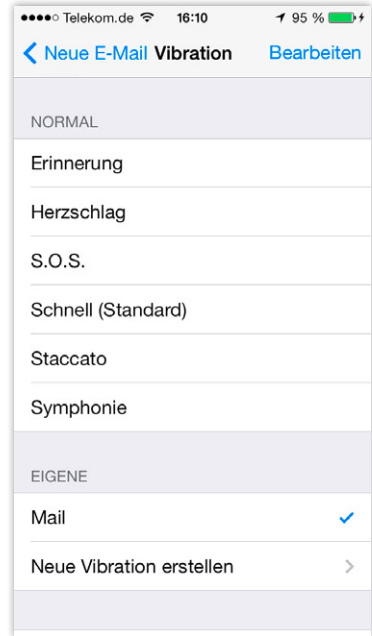 Telekom.de 16:10 95 %
Neue E-Mail Vibration Bearbeiten
NORMAL
Erinnerung
Herzschlag
S.O.S.
Schnell (Standard)
Staccato
Symphonie
EIGENE
Mail
Neue Vibration erstellen